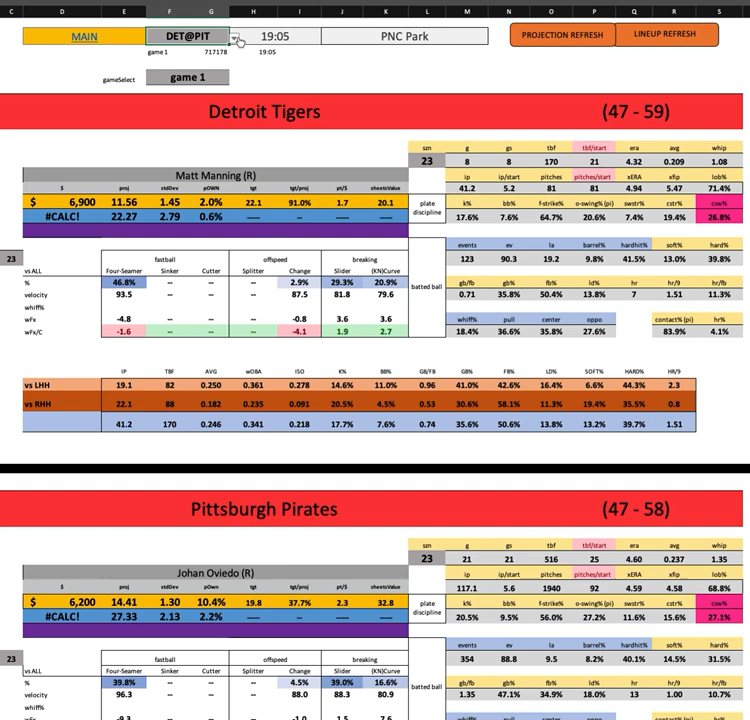 C D E F G H I J K L M N O P Q R S
MAIN DET@PIT 19:05 PNC Park PROJECTION REFRESH LINEUP REFRESH
game 1 717178 19:05
gameSelect game 1
Detroit Tigers (47 - 59)
szn g gs tbf tbf/start era avg whip
23 8 8 170 21 4.32 0.209 1.08
Matt Manning (R) ip ip/start pitches pitches/start xERA xfip lob%
$ proj stdDev pOWN tgt tgt/proj pt/$ sheetsValue 41.2 5.2 81 81 4.94 5.47 71.4%
$ 6,900 11.56 1.45 2.0% 22.1 91.0% 1.7 20.1 plate discipline k% bb% f-strike% o-swing% (pi) swstr% cstr% csw%
#CALC! 22.27 2.79 0.6% ---- -- ---- ---- 17.6% 7.6% 64.7% 20.6% 7.4% 19.4% 26.8%
23 fastball offspeed breaking events ev la barrel% hardhit% soft% hard%
vs ALL Four-Seamer Sinker Cutter Splitter Change Slider (KN)Curve 123 90.3 19.2 9.8% 41.5% 13.0% 39.8%
% 46.8% -- -- -- 2.9% 29.3% 20.9% batted ball gb/fb gb% fb% ld% hr hr/9 hr/fb
velocity 93.5 -- -- -- 87.5 81.8 79.6 0.71 35.8% 50.4% 13.8% 7 1.51 11.3%
whiff%
wFx -4.8 -- -- -- -0.8 3.6 3.6 whiff% pull center oppo contact% (pi) hr%
wFx/C -1.6 -- -- -- -4.1 1.9 2.7 18.4% 36.6% 35.8% 27.6% 83.9% 4.1%
IP TBF AVG wOBA ISO K% BB% GB/FB GB% FB% LD% SOFT% HARD% HR/9
vs LHH 19.1 82 0.250 0.361 0.278 14.6% 11.0% 0.96 41.0% 42.6% 16.4% 6.6% 44.3% 2.3
vs RHH 22.1 88 0.182 0.235 0.091 20.5% 4.5% 0.53 30.6% 58.1% 11.3% 19.4% 35.5% 0.8
41.2 170 0.246 0.341 0.218 17.7% 7.6% 0.74 35.6% 50.6% 13.8% 13.2% 39.7% 1.51
Pittsburgh Pirates (47 - 58)
szn g gs tbf tbf/start era avg whip
23 21 21 516 25 4.60 0.237 1.35
Johan Oviedo (R) ip ip/start pitches pitches/start xERA xfip lob%
$ proj stdDev pOwn tgt tgt/proj pt/$ sheetsValue 117.1 5.6 1940 92 4.59 4.58 68.8%
$ 6,200 14.41 1.30 10.4% 19.8 37.7% 2.3 32.8 plate discipline k% bb% f-strike% o-swing% (pi) swstr% cstr% csw%
#CALC! 27.33 2.13 2.2% ---- -- ---- ---- 20.5% 9.5% 56.0% 27.2% 11.6% 15.6% 27.1%
23 fastball offspeed breaking events ev la barrel% hardhit% soft% hard%
vs ALL Four-Seamer Sinker Cutter Splitter Change Slider (KN)Curve 354 88.8 9.5 8.2% 40.1% 14.5% 31.5%
% 39.8% -- -- -- 4.5% 39.0% 16.6% batted ball gb/fb gb% fb% ld% hr hr/9 hr/fb
velocity 96.3 -- -- -- 88.0 88.3 80.9 1.35 47.1% 34.9% 18.0% 13 1.00 10.7%
whiff%
wFx -9.3 -- -- -- -1.0 1.5 7.6 whiff% pull center oppo contact% (pi) hr%